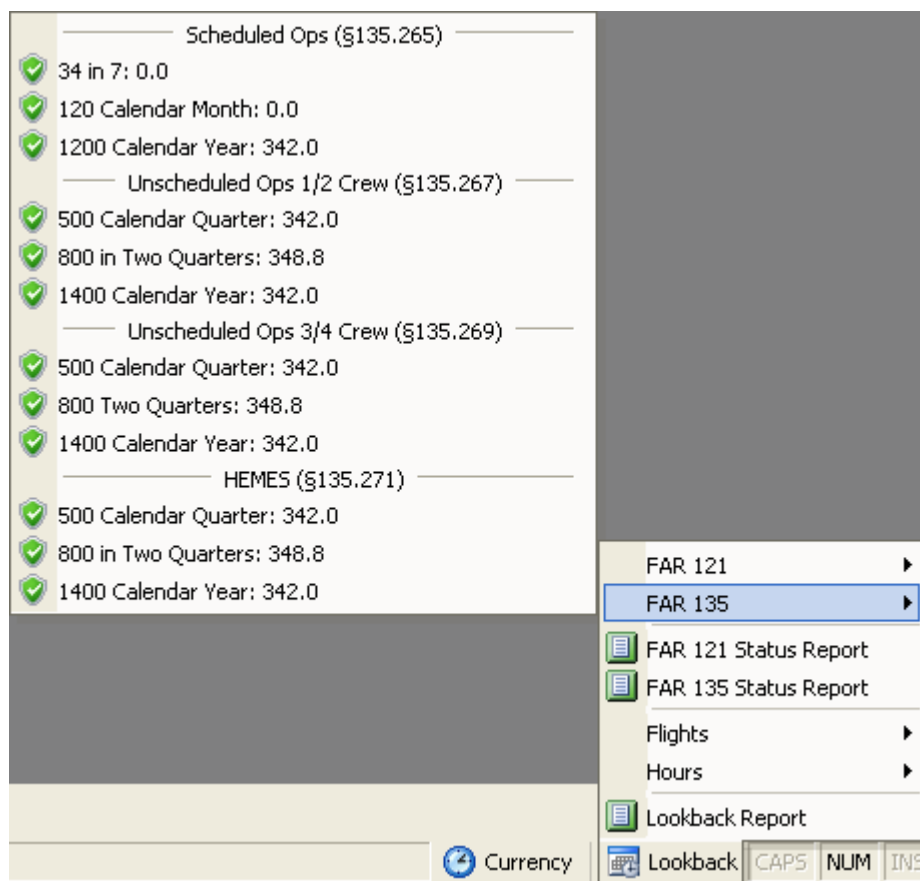 Scheduled Ops (§135.265)
34 in 7: 0.0
120 Calendar Month: 0.0
1200 Calendar Year: 342.0
Unscheduled Ops 1/2 Crew (§135.267)
500 Calendar Quarter: 342.0
800 in Two Quarters: 348.8
1400 Calendar Year: 342.0
Unscheduled Ops 3/4 Crew (§135.269)
500 Calendar Quarter: 342.0
800 Two Quarters: 348.8
1400 Calendar Year: 342.0
HEMES (§135.271)
500 Calendar Quarter: 342.0
800 in Two Quarters: 348.8
1400 Calendar Year: 342.0
FAR 121
FAR 135
FAR 121 Status Report
FAR 135 Status Report
Flights
Hours
Lookback Report
Currency Lookback CAPS NUM INS